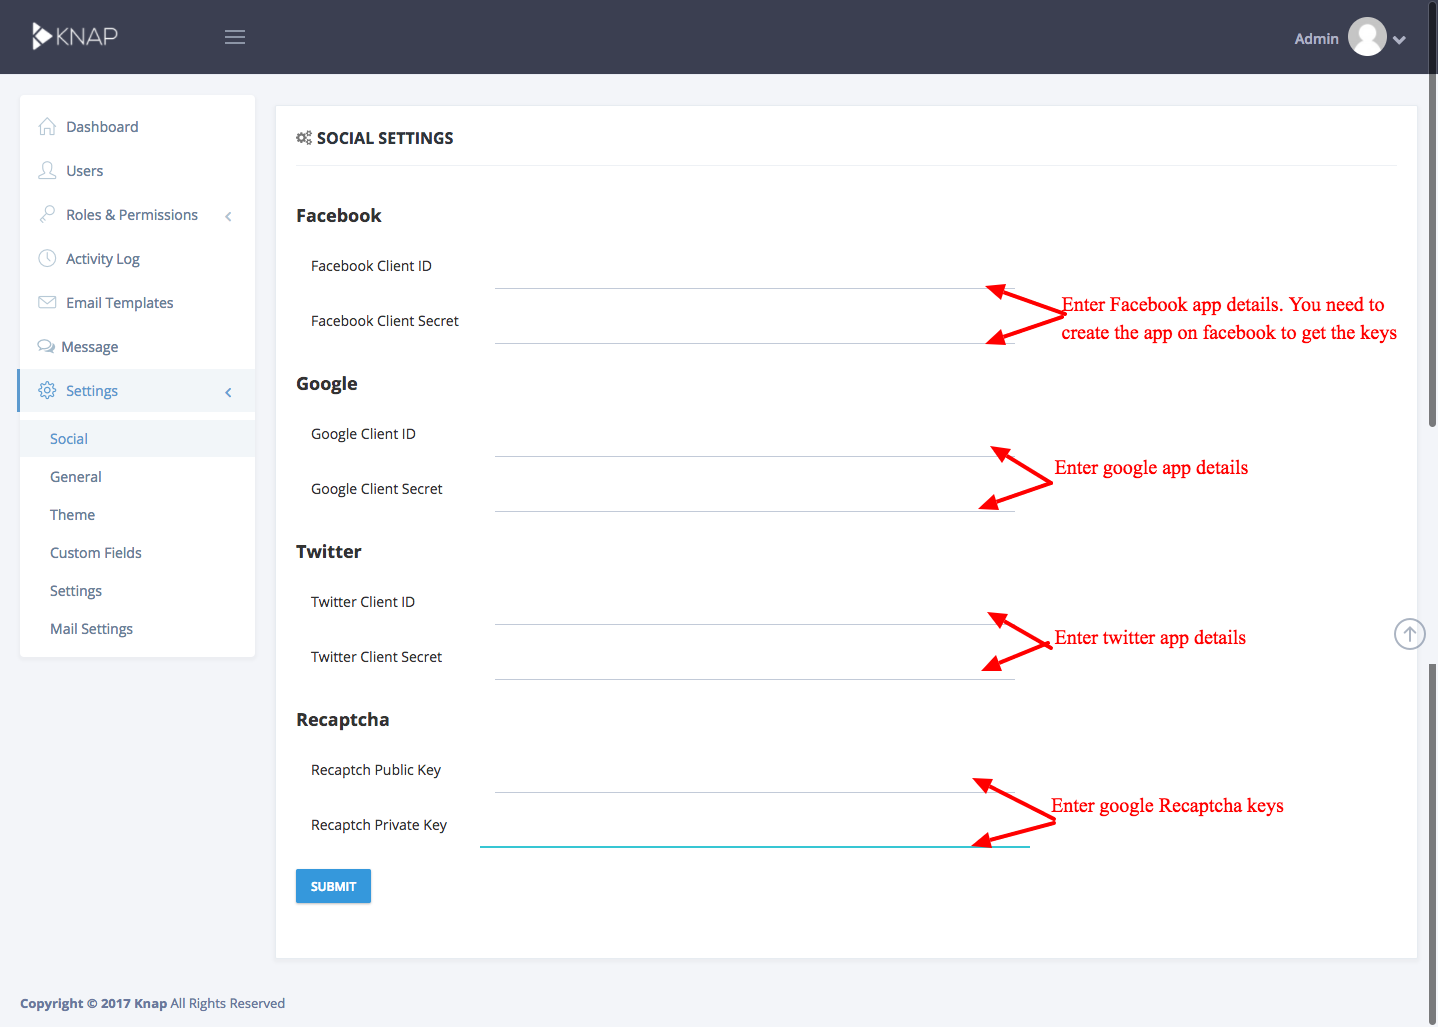 KNAP
Admin
Dashboard
Users
Roles & Permissions
Activity Log
Email Templates
Message
Settings
Social
General
Theme
Custom Fields
Settings
Mail Settings
SOCIAL SETTINGS
Facebook
Facebook Client ID
Facebook Client Secret
Enter Facebook app details. You need to
create the app on facebook to get the keys
Google
Google Client ID
Google Client Secret
Enter google app details
Twitter
Twitter Client ID
Twitter Client Secret
Enter twitter app details
Recaptcha
Recaptch Public Key
Recaptch Private Key
Enter google Recaptcha keys
SUBMIT
Copyright © 2017 Knap All Rights Reserved